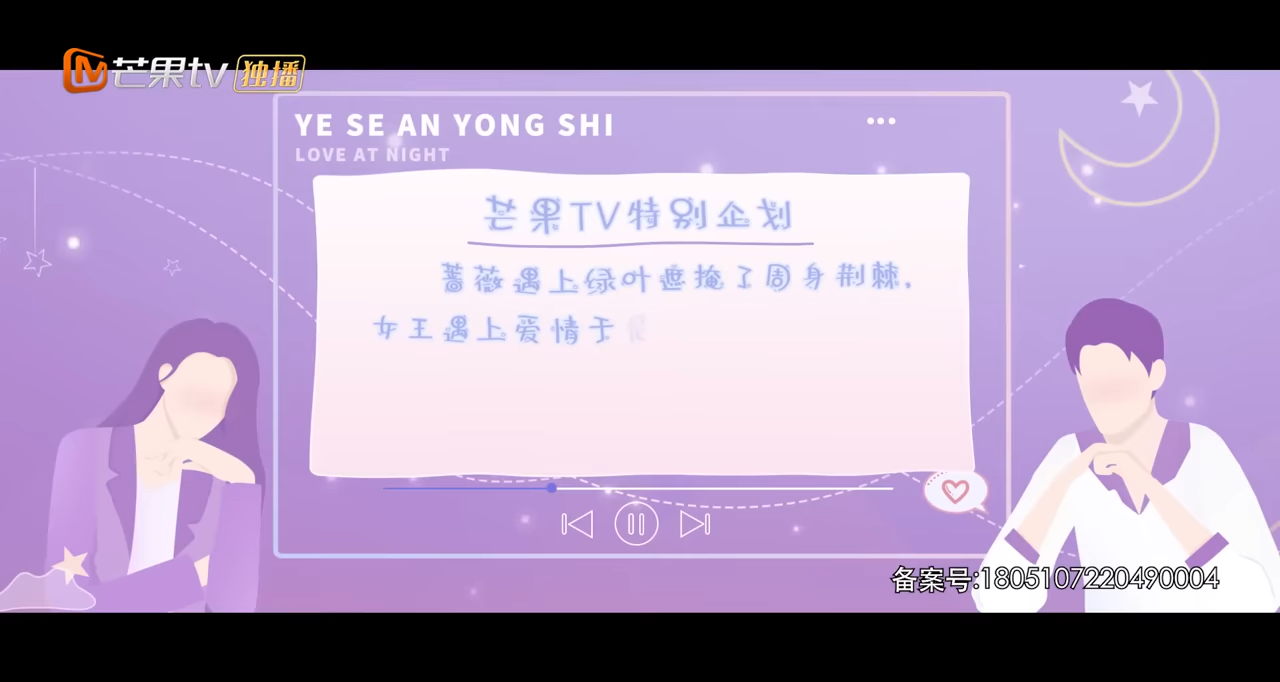 芒果tv 独播
YE SE AN YONG SHI
LOVE AT NIGHT
芒果TV特别企划
蔷薇遇上绿叶遮掩了周身荆棘,
女王遇上爱情于
备案号:1805107220490004